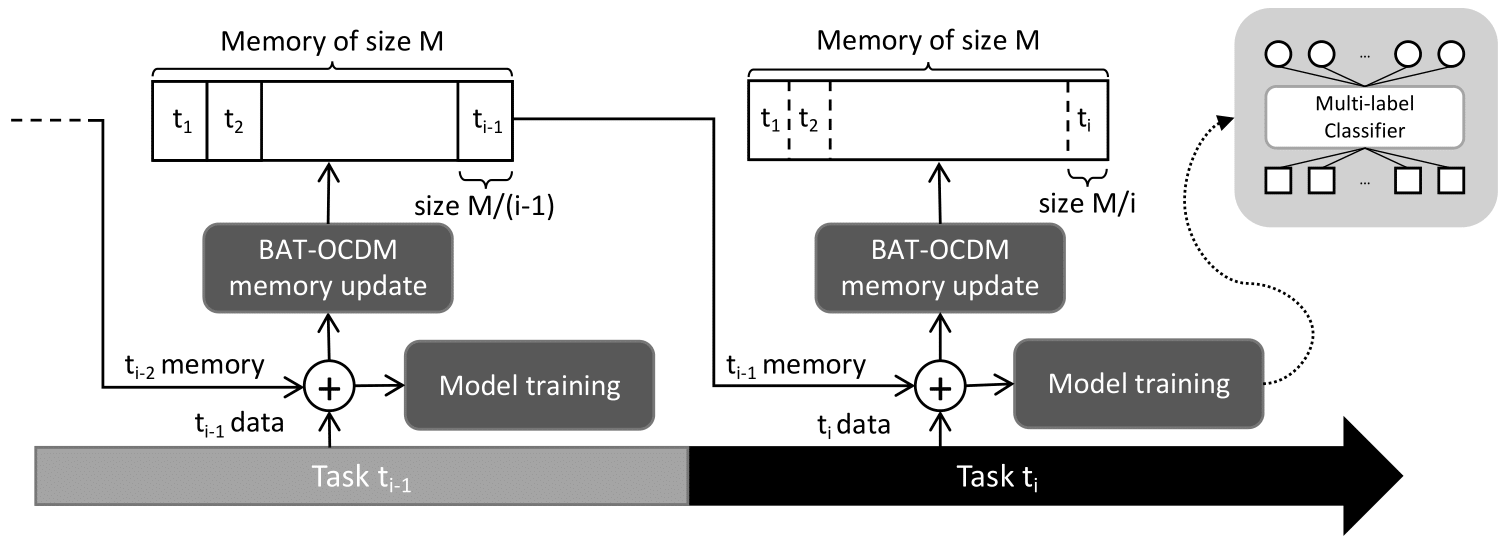 Memory of size M
t1 t2 ti-1
size M/(i-1)
BAT-OCDM
memory update
ti-2 memory
Model training
ti-1 data
Task ti-1
Memory of size M
t1 t2 ti
size M/i
BAT-OCDM
memory update
ti-1 memory
Model training
ti data
Task ti
...
Multi-label
Classifier
...